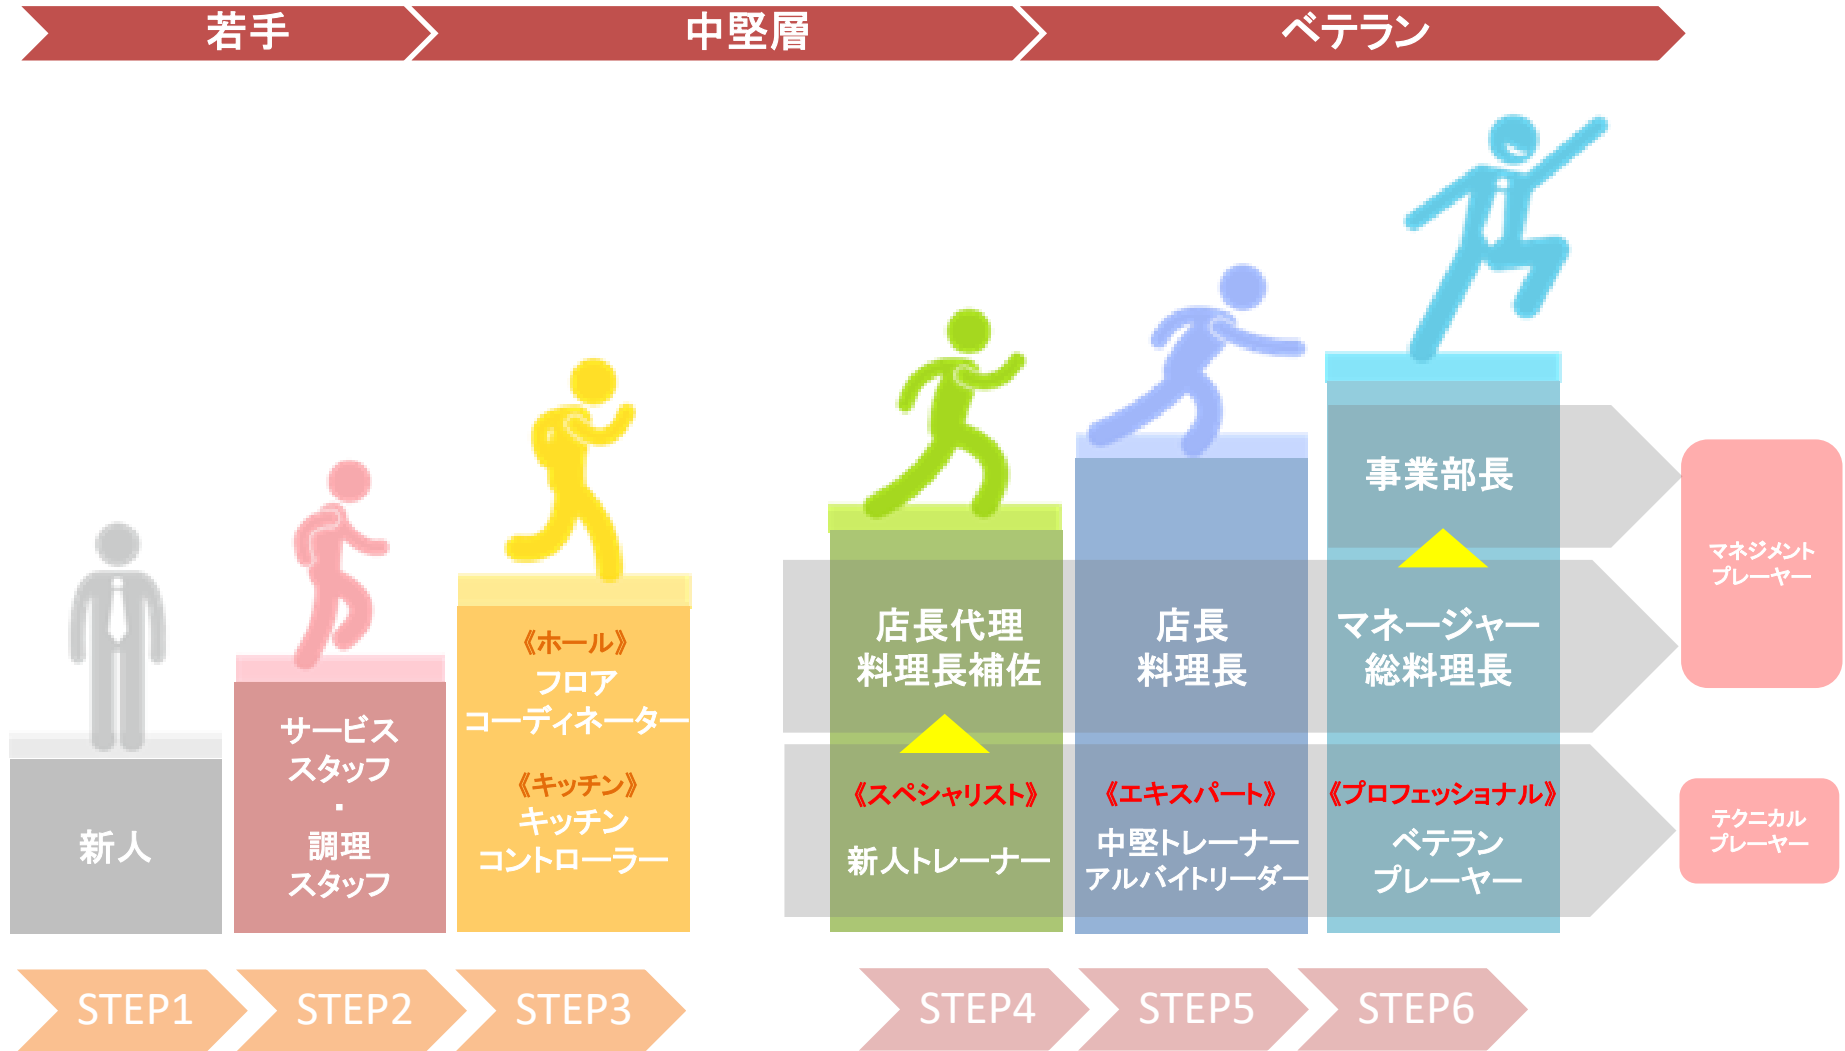 若手
中堅層
ベテラン
新人
サービス
スタッフ
・
調理
スタッフ
《ホール》
フロア
コーディネーター
《キッチン》
キッチン
コントローラー
店長代理
料理長補佐
《スペシャリスト》
新人トレーナー
店長
料理長
《エキスパート》
中堅トレーナー
アルバイトリーダー
事業部長
マネージャー
総料理長
《プロフェッショナル》
ベテラン
プレーヤー
マネジメント
プレーヤー
テクニカル
プレーヤー
STEP1
STEP2
STEP3
STEP4
STEP5
STEP6